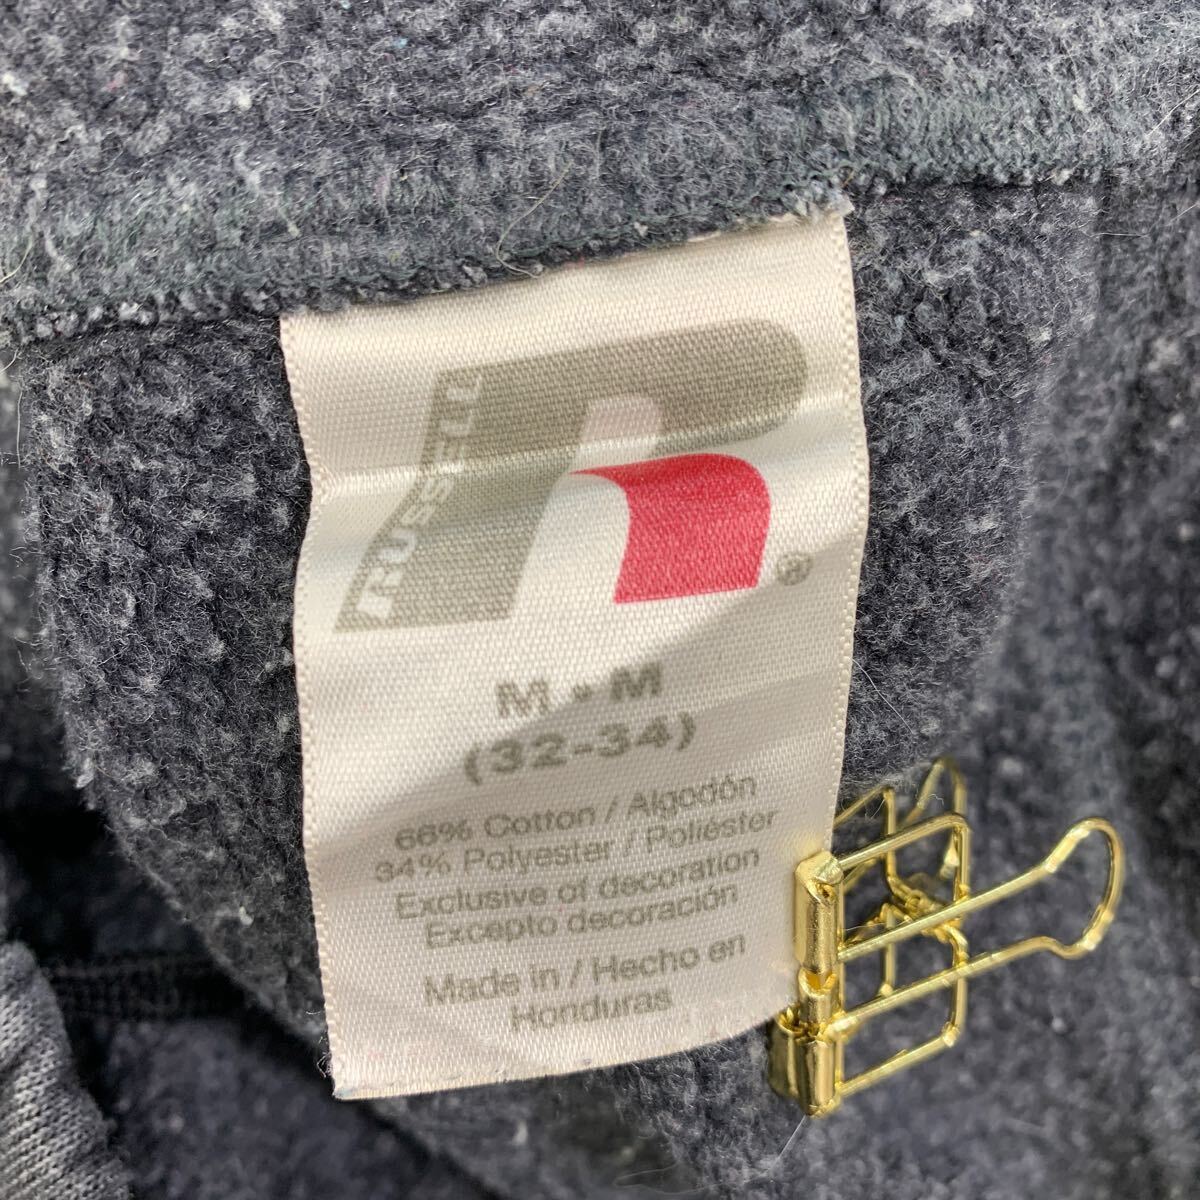 RUSSELL
®
M • M
(32-34)
66% Cotton / Algodón
34% Polyester / Poliéster
Exclusive of decoration
Excepto decoración
Made in / Hecho en
Honduras